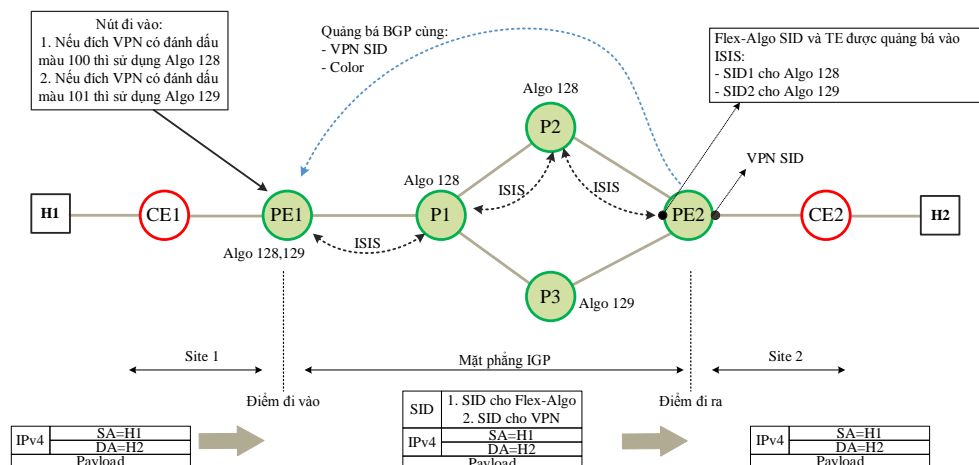 Nút đi vào:
1. Nếu đích VPN có đánh dấu
màu 100 thì sử dụng Algo 128
2. Nếu đích VPN có đánh dấu
màu 101 thì sử dụng Algo 129
Quảng bá BGP cùng:
- VPN SID
- Color
Flex-Algo SID và TE được quảng bá vào
ISIS:
- SID1 cho Algo 128
- SID2 cho Algo 129
Algo 128
P2
VPN SID
Algo 128
ISIS
ISIS
H1
CE1
PE1
P1
PE2
CE2
H2
Algo 128,129
ISIS
P3
Algo 129
Site 1
Mặt phẳng IGP
Site 2
Điểm đi vào
Điểm đi ra
SID
1. SID cho Flex-Algo
2. SID cho VPN
IPv4
SA=H1
DA=H2
Payload
IPv4
SA=H1
DA=H2
Payload
IPv4
SA=H1
DA=H2
Payload